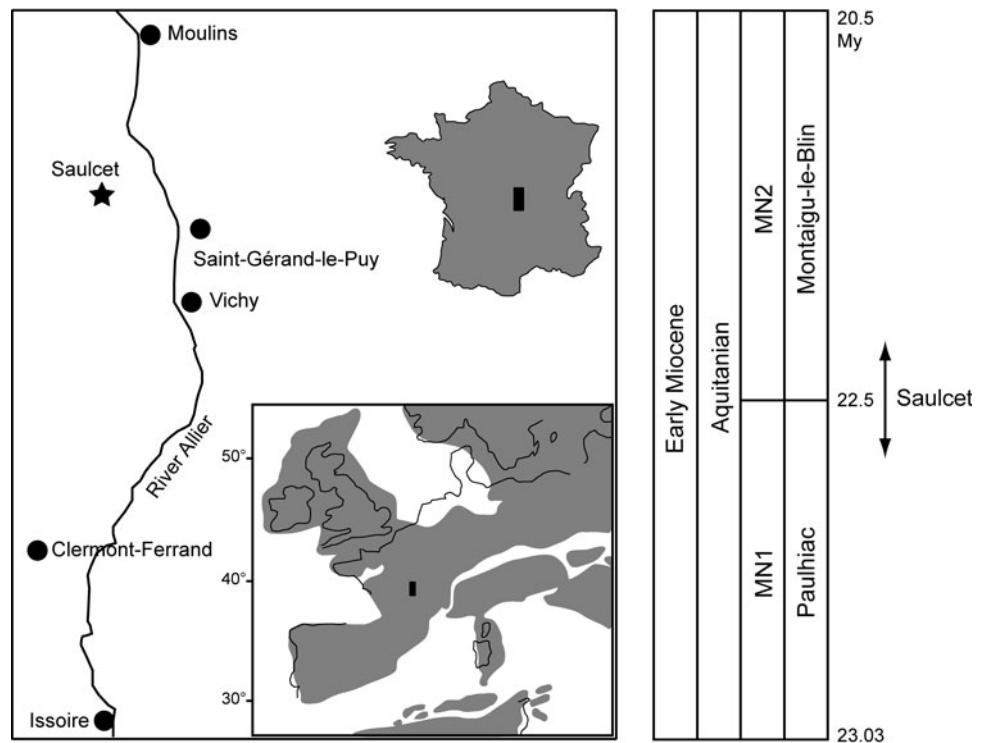 Moulins
Saulcet
Saint-Gérand-le-Puy
Vichy
River Allier
Clermont-Ferrand
Issoire
50°
40°
30°
20.5
My
Early Miocene
Aquitanian
MN2
Montaigu-le-Blin
22.5
Saulcet
MN1
Paulhiac
23.03